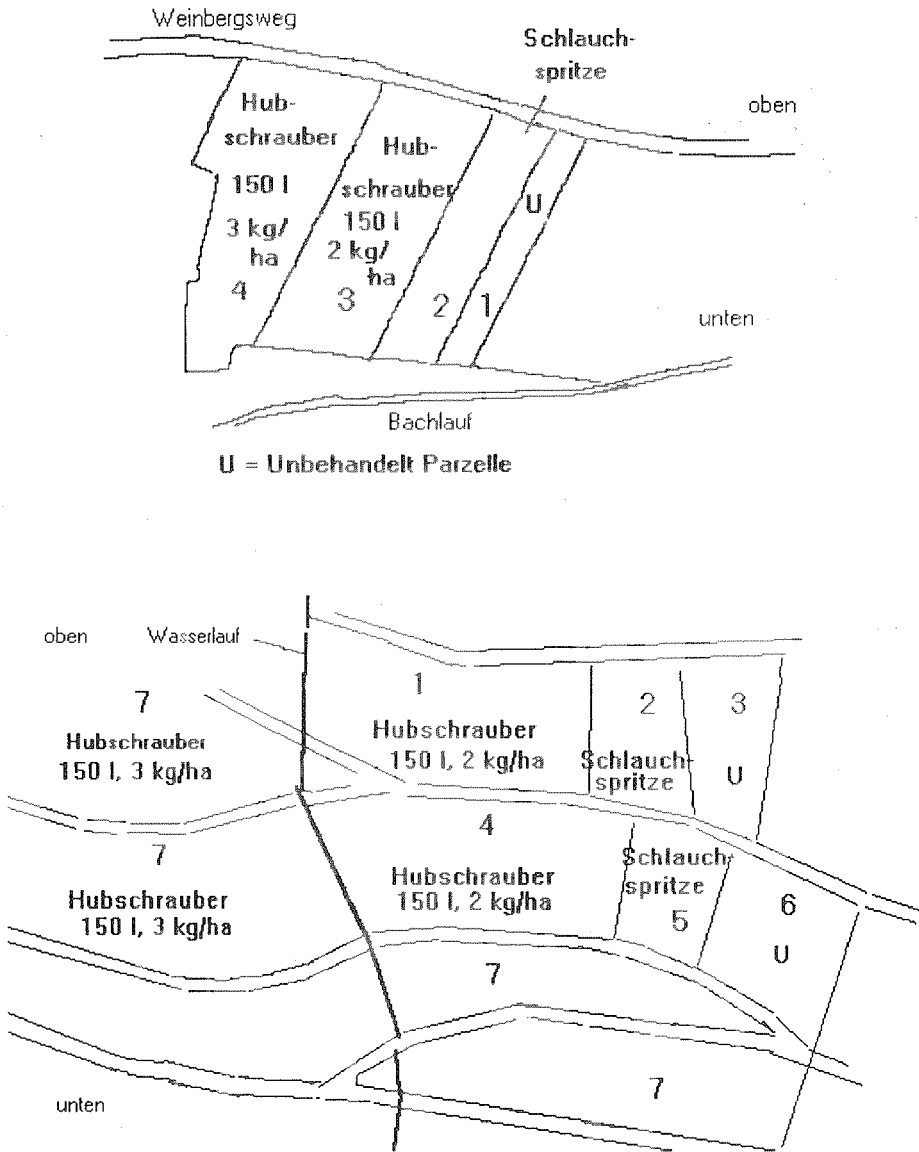 Weinbergsweg
Schlauch-
spritze
oben
Hub-
schrauber
150 l
3 kg/
ha
4
Hub-
schrauber
150 l
2 kg/
ha
3
2
U
1
unten
Bachlauf
U = Unbehandelt Parzelle
oben
Wasserlauf
7
Hubschrauber
150 l, 3 kg/ha
1
Hubschrauber
150 l, 2 kg/ha
2
Schlauch-
spritze
3
U
7
Hubschrauber
150 l, 3 kg/ha
4
Hubschrauber
150 l, 2 kg/ha
Schlauch-
spritze
5
6
U
7
7
unten